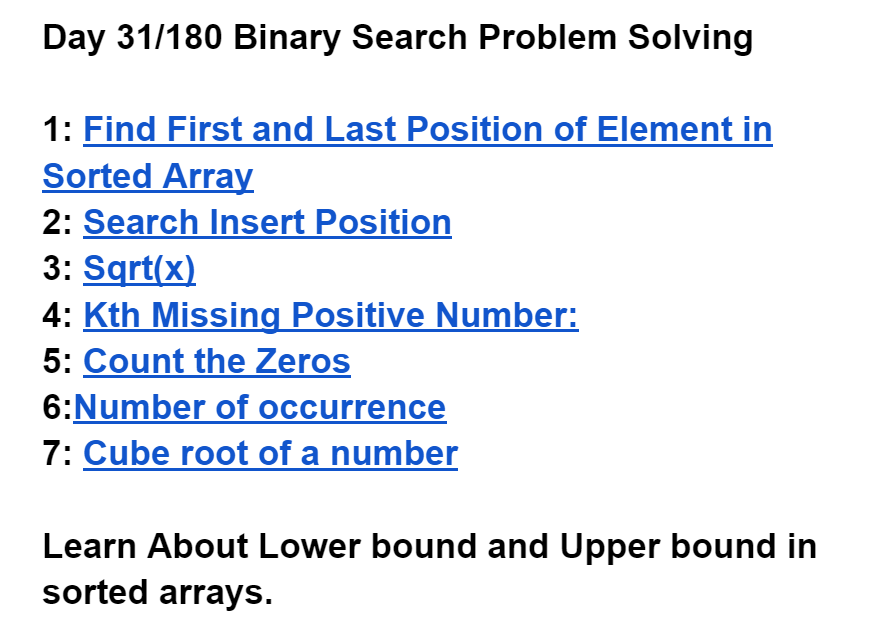 Day 31/180 Binary Search Problem Solving
1: Find First and Last Position of Element in
Sorted Array
2: Search Insert Position
3: Sqrt(x)
4: Kth Missing Positive Number:
5: Count the Zeros
6:Number of occurrence
7: Cube root of a number
Learn About Lower bound and Upper bound in
sorted arrays.